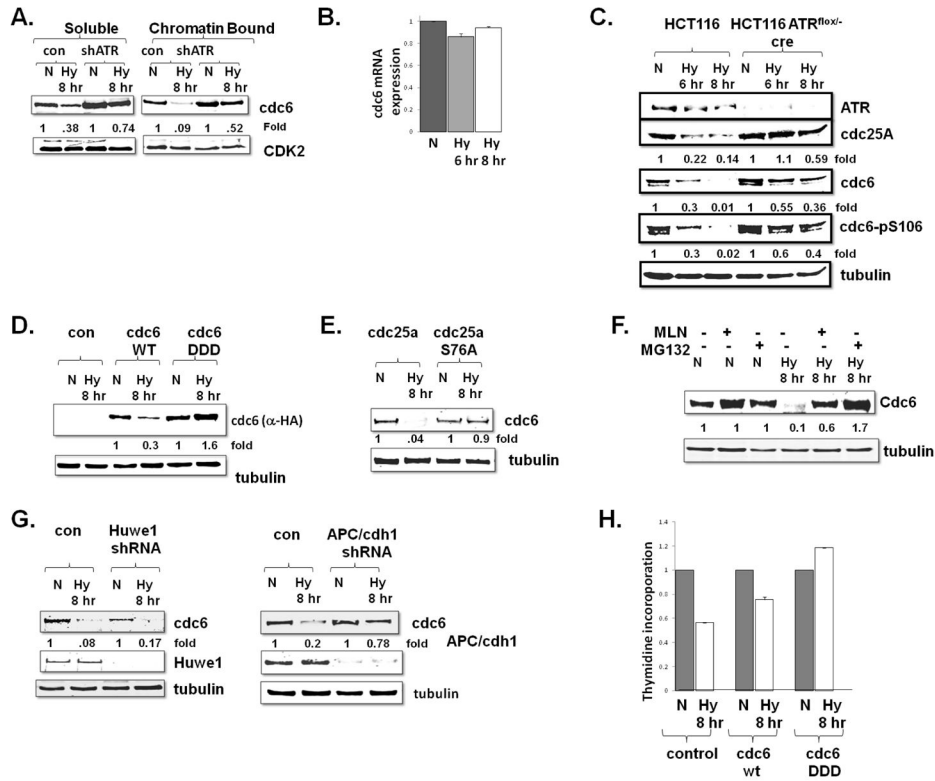 A.
Soluble Chromatin Bound
con shATR con shATR
N Hy N Hy N Hy N Hy
8 hr 8 hr 8 hr 8 hr
cdc6
1 .38 1 0.74 Fold 1 .09 1 .52
CDK2
B.
cdc6 mRNA
expression
1
0.8
0.6
0.4
0.2
0
N Hy Hy
6 hr 8 hr
C.
HCT116 HCT116 ATRflox/-
cre
N Hy Hy N Hy Hy
6 hr 8 hr 6 hr 8 hr
ATR
cdc25A
1 0.22 0.14 1 1.1 0.59 fold
cdc6
1 0.3 0.01 1 0.55 0.36 fold
cdc6-pS106
1 0.3 0.02 1 0.6 0.4 fold
tubulin
D.
con cdc6 cdc6
WT DDD
N Hy N Hy N Hy
8 hr 8 hr 8 hr
cdc6 (α-HA)
1 0.3 1 1.6 fold
tubulin
E.
cdc25a cdc25a
S76A
N Hy N Hy
8 hr 8 hr
cdc6
1 .04 1 0.9 fold
tubulin
F.
MLN - + - - + -
MG132 - - + - - +
N N N Hy Hy Hy
8 hr 8 hr 8 hr
Cdc6
1 1 1 0.1 0.6 1.7
tubulin
G.
con Huwe1
shRNA
N Hy N Hy
8 hr 8 hr
cdc6
1 .08 1 0.17 fold
Huwe1
tubulin
con APC/cdh1
shRNA
N Hy N Hy
8 hr 8 hr
cdc6
1 0.2 1 0.78 fold
APC/cdh1
tubulin
H.
Thymidine incoroporation
1.4
1.2
1
0.8
0.6
0.4
0.2
0
N Hy N Hy N Hy
8 hr 8 hr 8 hr
control cdc6 cdc6
wt DDD